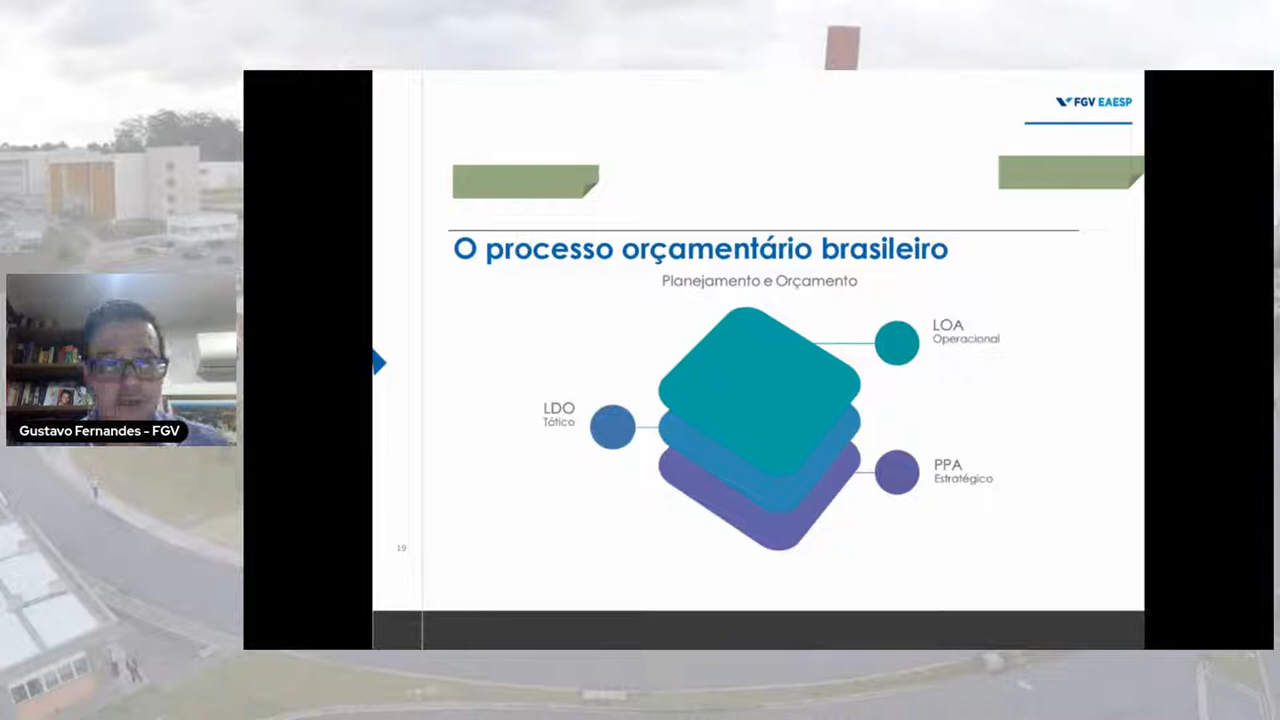 FGV EAESP
O processo orçamentário brasileiro
Planejamento e Orçamento
LOA
Operacional
LDO
Tático
PPA
Estratégico
Gustavo Fernandes - FGV
19